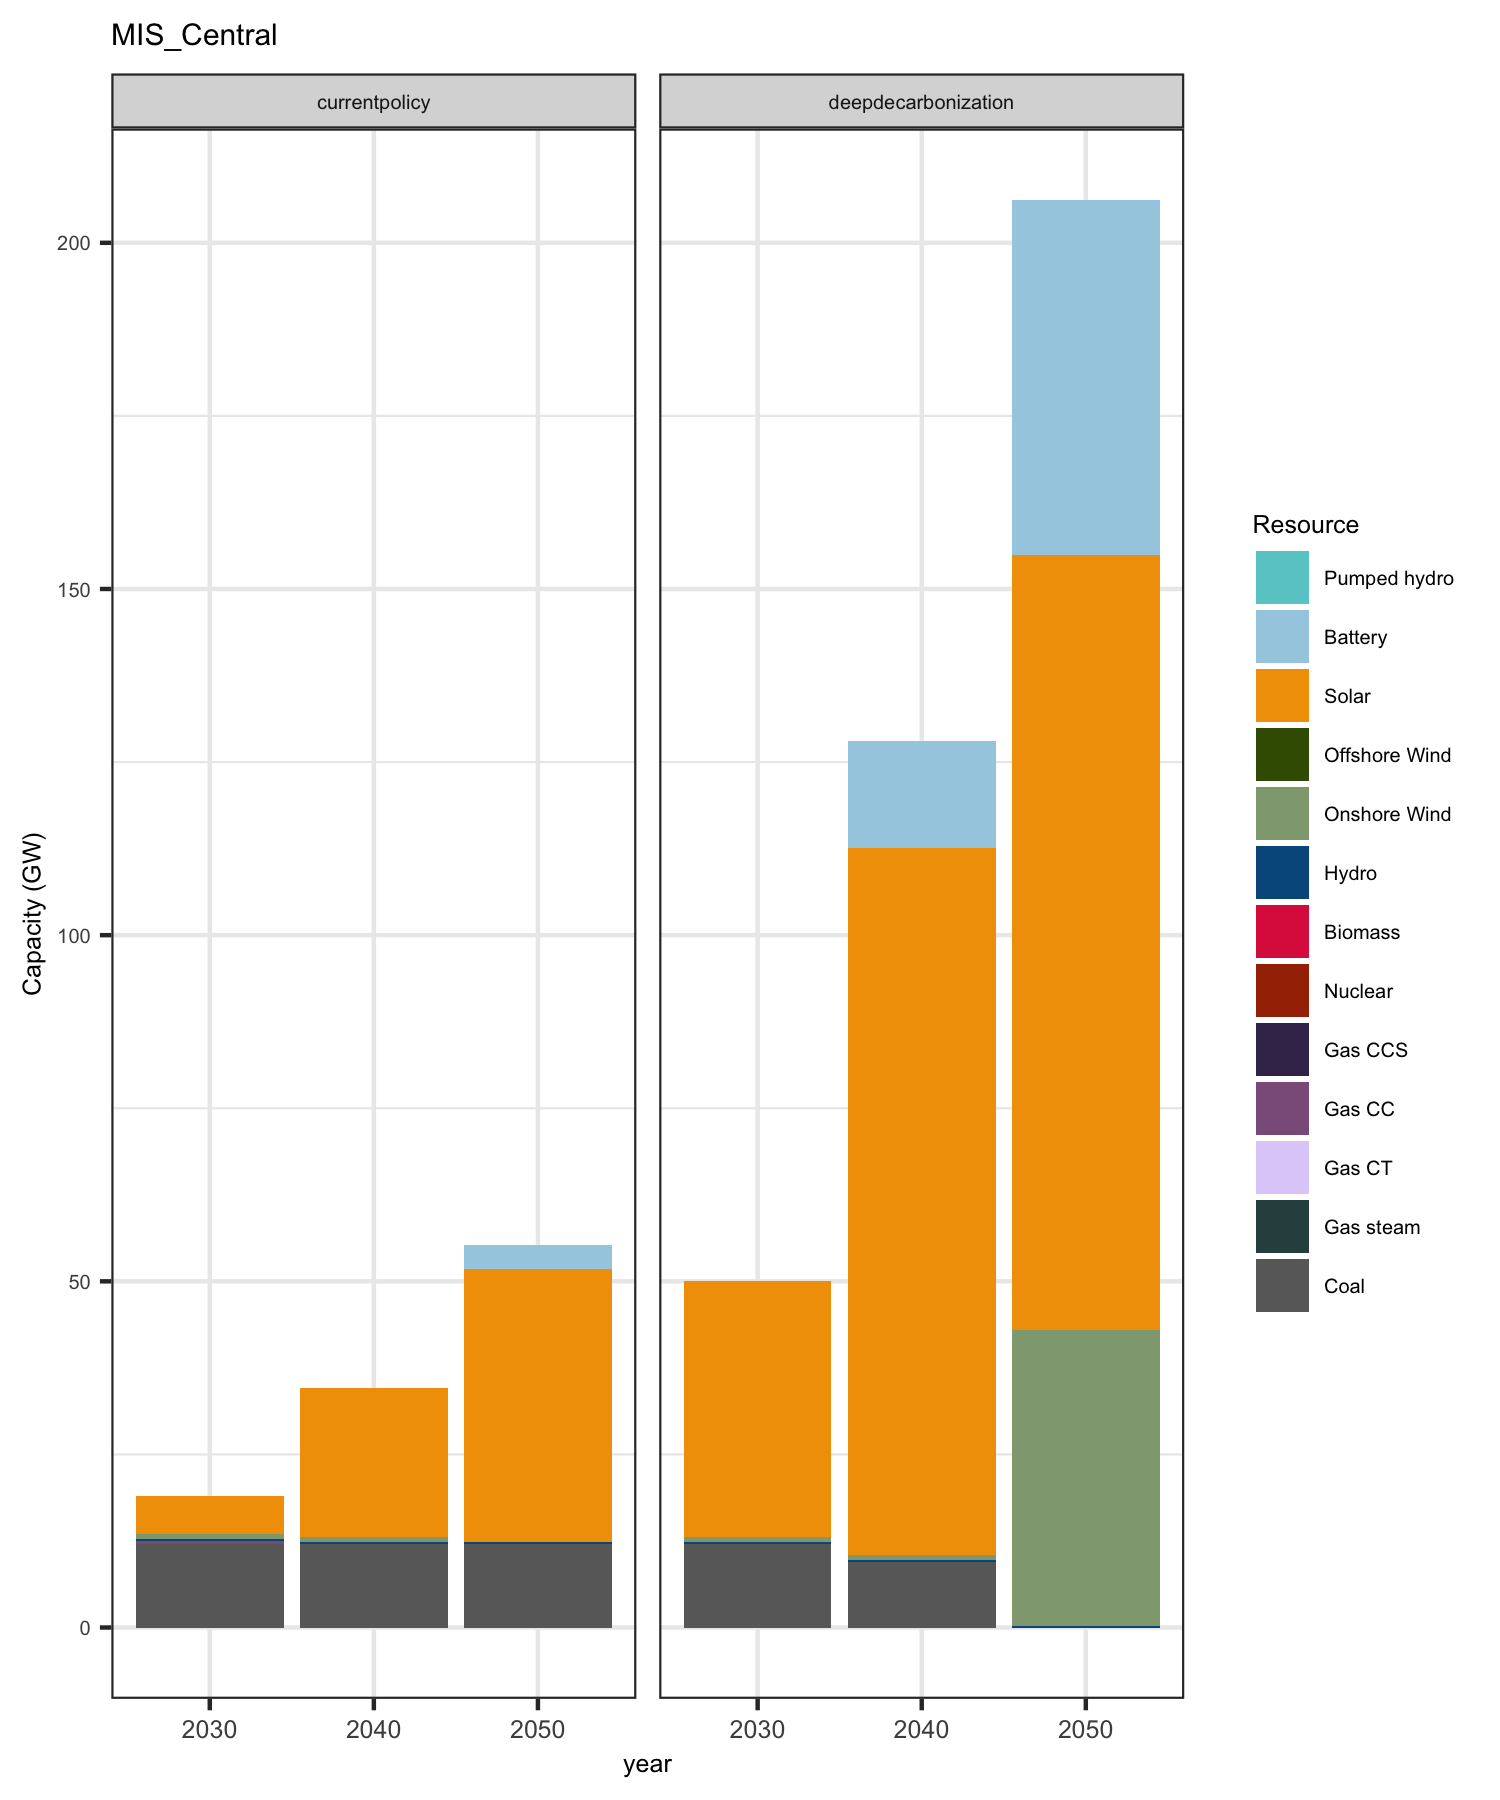 MIS_Central
currentpolicy
deepdecarbonization
200
150
100
50
0
Capacity (GW)
2030
2040
2050
2030
2040
2050
year
Resource
Pumped hydro
Battery
Solar
Offshore Wind
Onshore Wind
Hydro
Biomass
Nuclear
Gas CCS
Gas CC
Gas CT
Gas steam
Coal